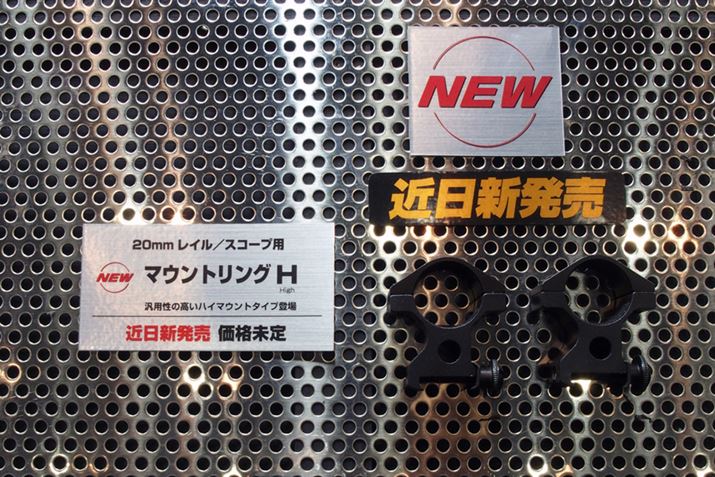 NEW
近日新発売
20mm レイル/スコープ用
NEW マウントリング H
High
汎用性の高いハイマウントタイプ登場
近日新発売 価格未定